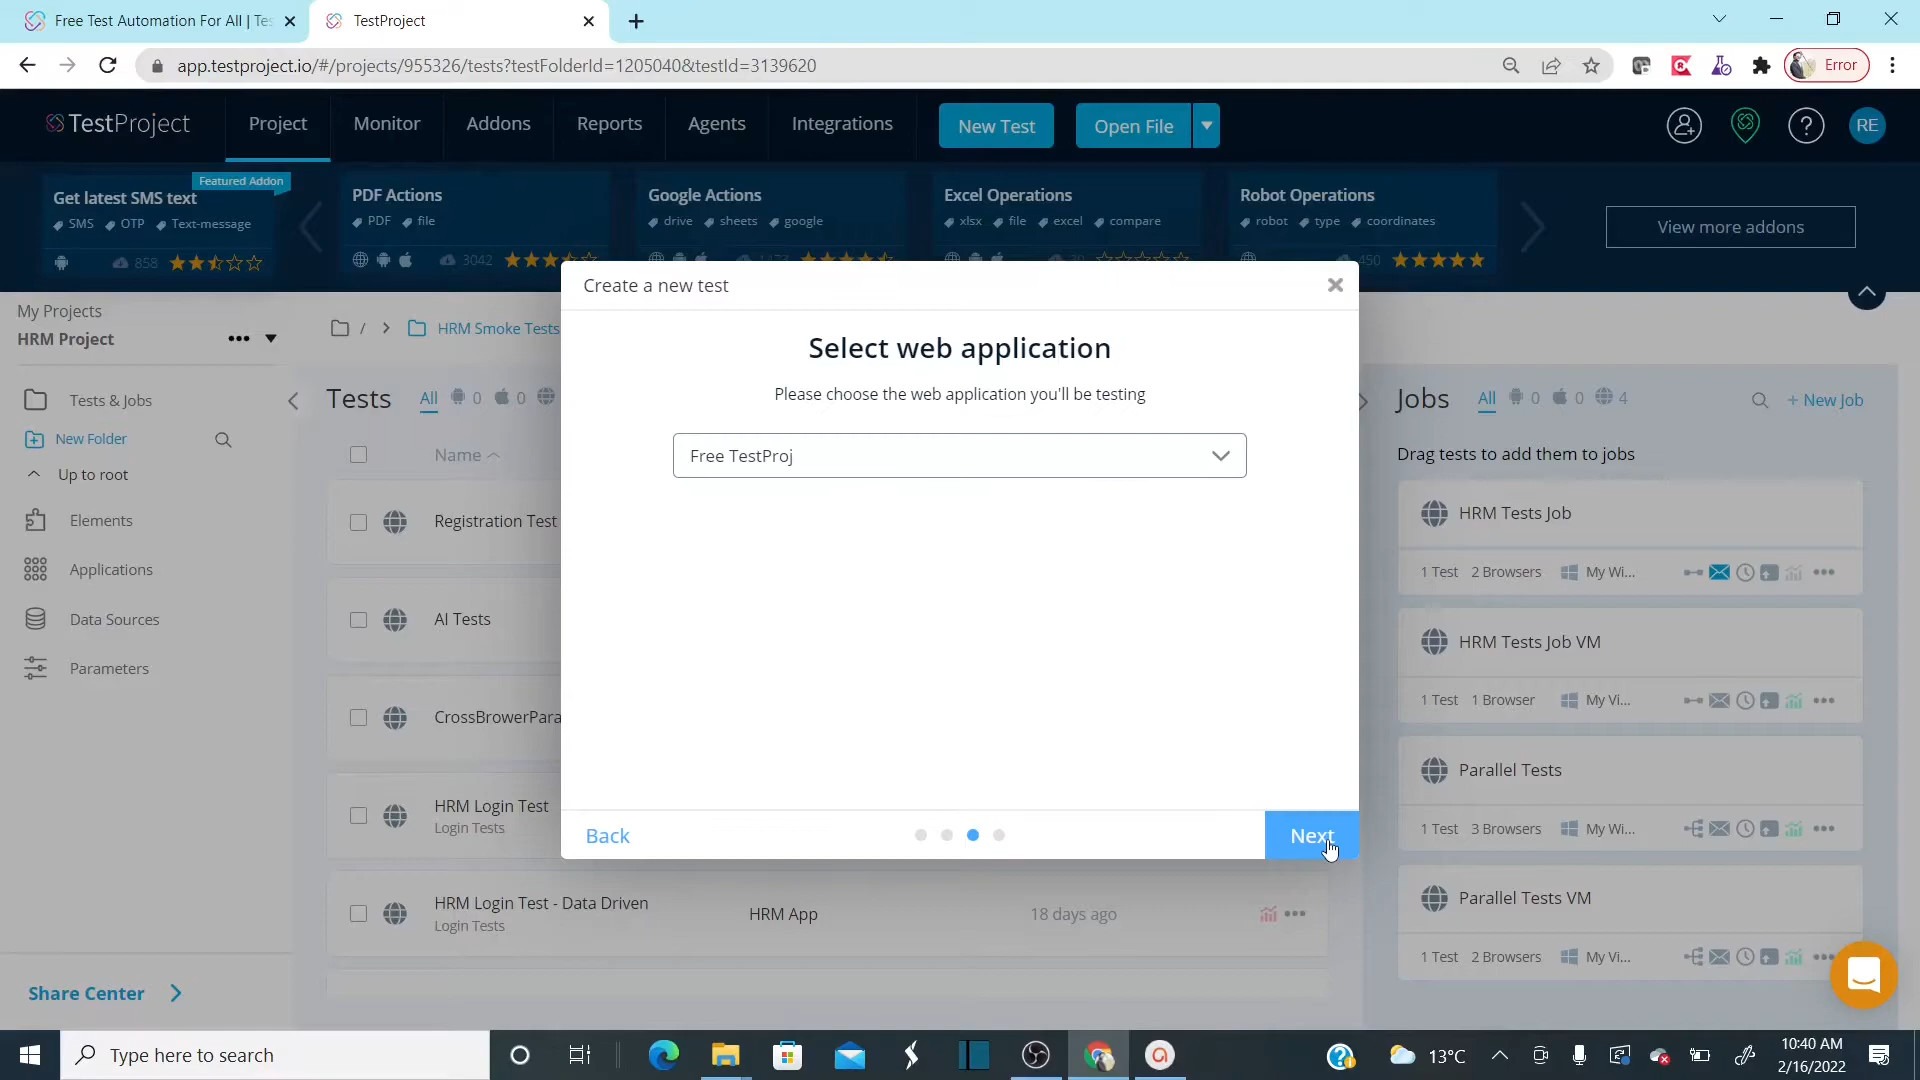 Free Test Automation For All | Tes
TestProject
app.testproject.io/#/projects/955326/tests?testFolderId=1205040&testId=3139620
Error
TestProject
Project
Monitor
Addons
Reports
Agents
Integrations
New Test
Open File
RE
Featured Addon
Get latest SMS text
SMS OTP Text-message
858
PDF Actions
PDF file
3042
Google Actions
drive sheets google
Excel Operations
xlsx file excel compare
Robot Operations
robot type coordinates
450
View more addons
My Projects
HRM Project
/ HRM Smoke Tests
Tests & Jobs
New Folder
Up to root
Elements
Applications
Data Sources
Parameters
Share Center
Tests All 0 0
Name
Registration Test
AI Tests
CrossBrowerPara
HRM Login Test
Login Tests
HRM Login Test - Data Driven
Login Tests
HRM App
18 days ago
Create a new test
Select web application
Please choose the web application you'll be testing
Free TestProj
Back
Next
Jobs All 0 0 4
+ New Job
Drag tests to add them to jobs
HRM Tests Job
1 Test 2 Browsers My Wi...
HRM Tests Job VM
1 Test 1 Browser My Vi...
Parallel Tests
1 Test 3 Browsers My Wi...
Parallel Tests VM
1 Test 2 Browsers My Vi...
Type here to search
13°C
10:40 AM
2/16/2022